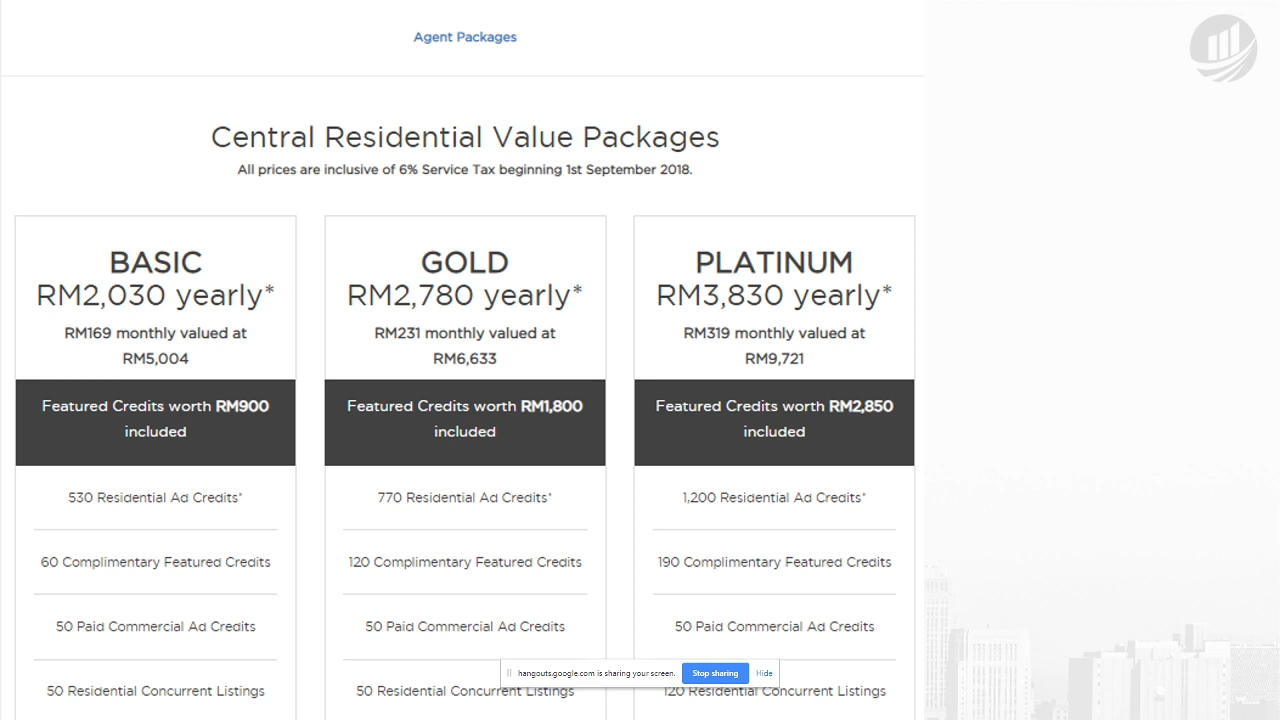 Agent Packages
Central Residential Value Packages
All prices are inclusive of 6% Service Tax beginning 1st September 2018.
BASIC
RM2,030 yearly*
RM169 monthly valued at
RM5,004
Featured Credits worth RM900
included
530 Residential Ad Credits*
60 Complimentary Featured Credits
50 Paid Commercial Ad Credits
50 Residential Concurrent Listings
GOLD
RM2,780 yearly*
RM231 monthly valued at
RM6,633
Featured Credits worth RM1,800
included
770 Residential Ad Credits*
120 Complimentary Featured Credits
50 Paid Commercial Ad Credits
50 Residential Concurrent Listings
PLATINUM
RM3,830 yearly*
RM319 monthly valued at
RM9,721
Featured Credits worth RM2,850
included
1,200 Residential Ad Credits*
190 Complimentary Featured Credits
50 Paid Commercial Ad Credits
120 Residential Concurrent Listings
hangouts.google.com is sharing your screen. Stop sharing Hide